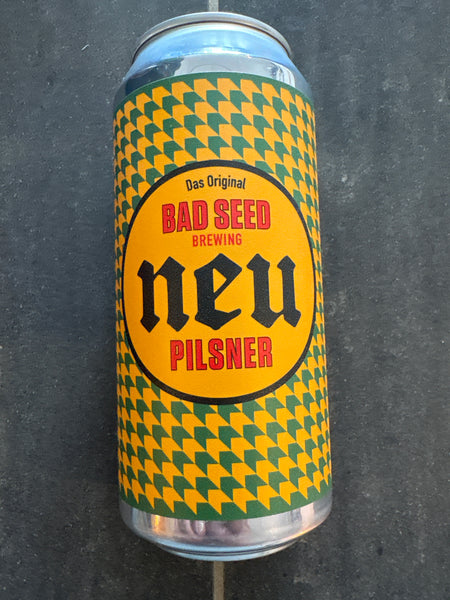 Das Original
BAD SEED
BREWING
neu
PILSNER